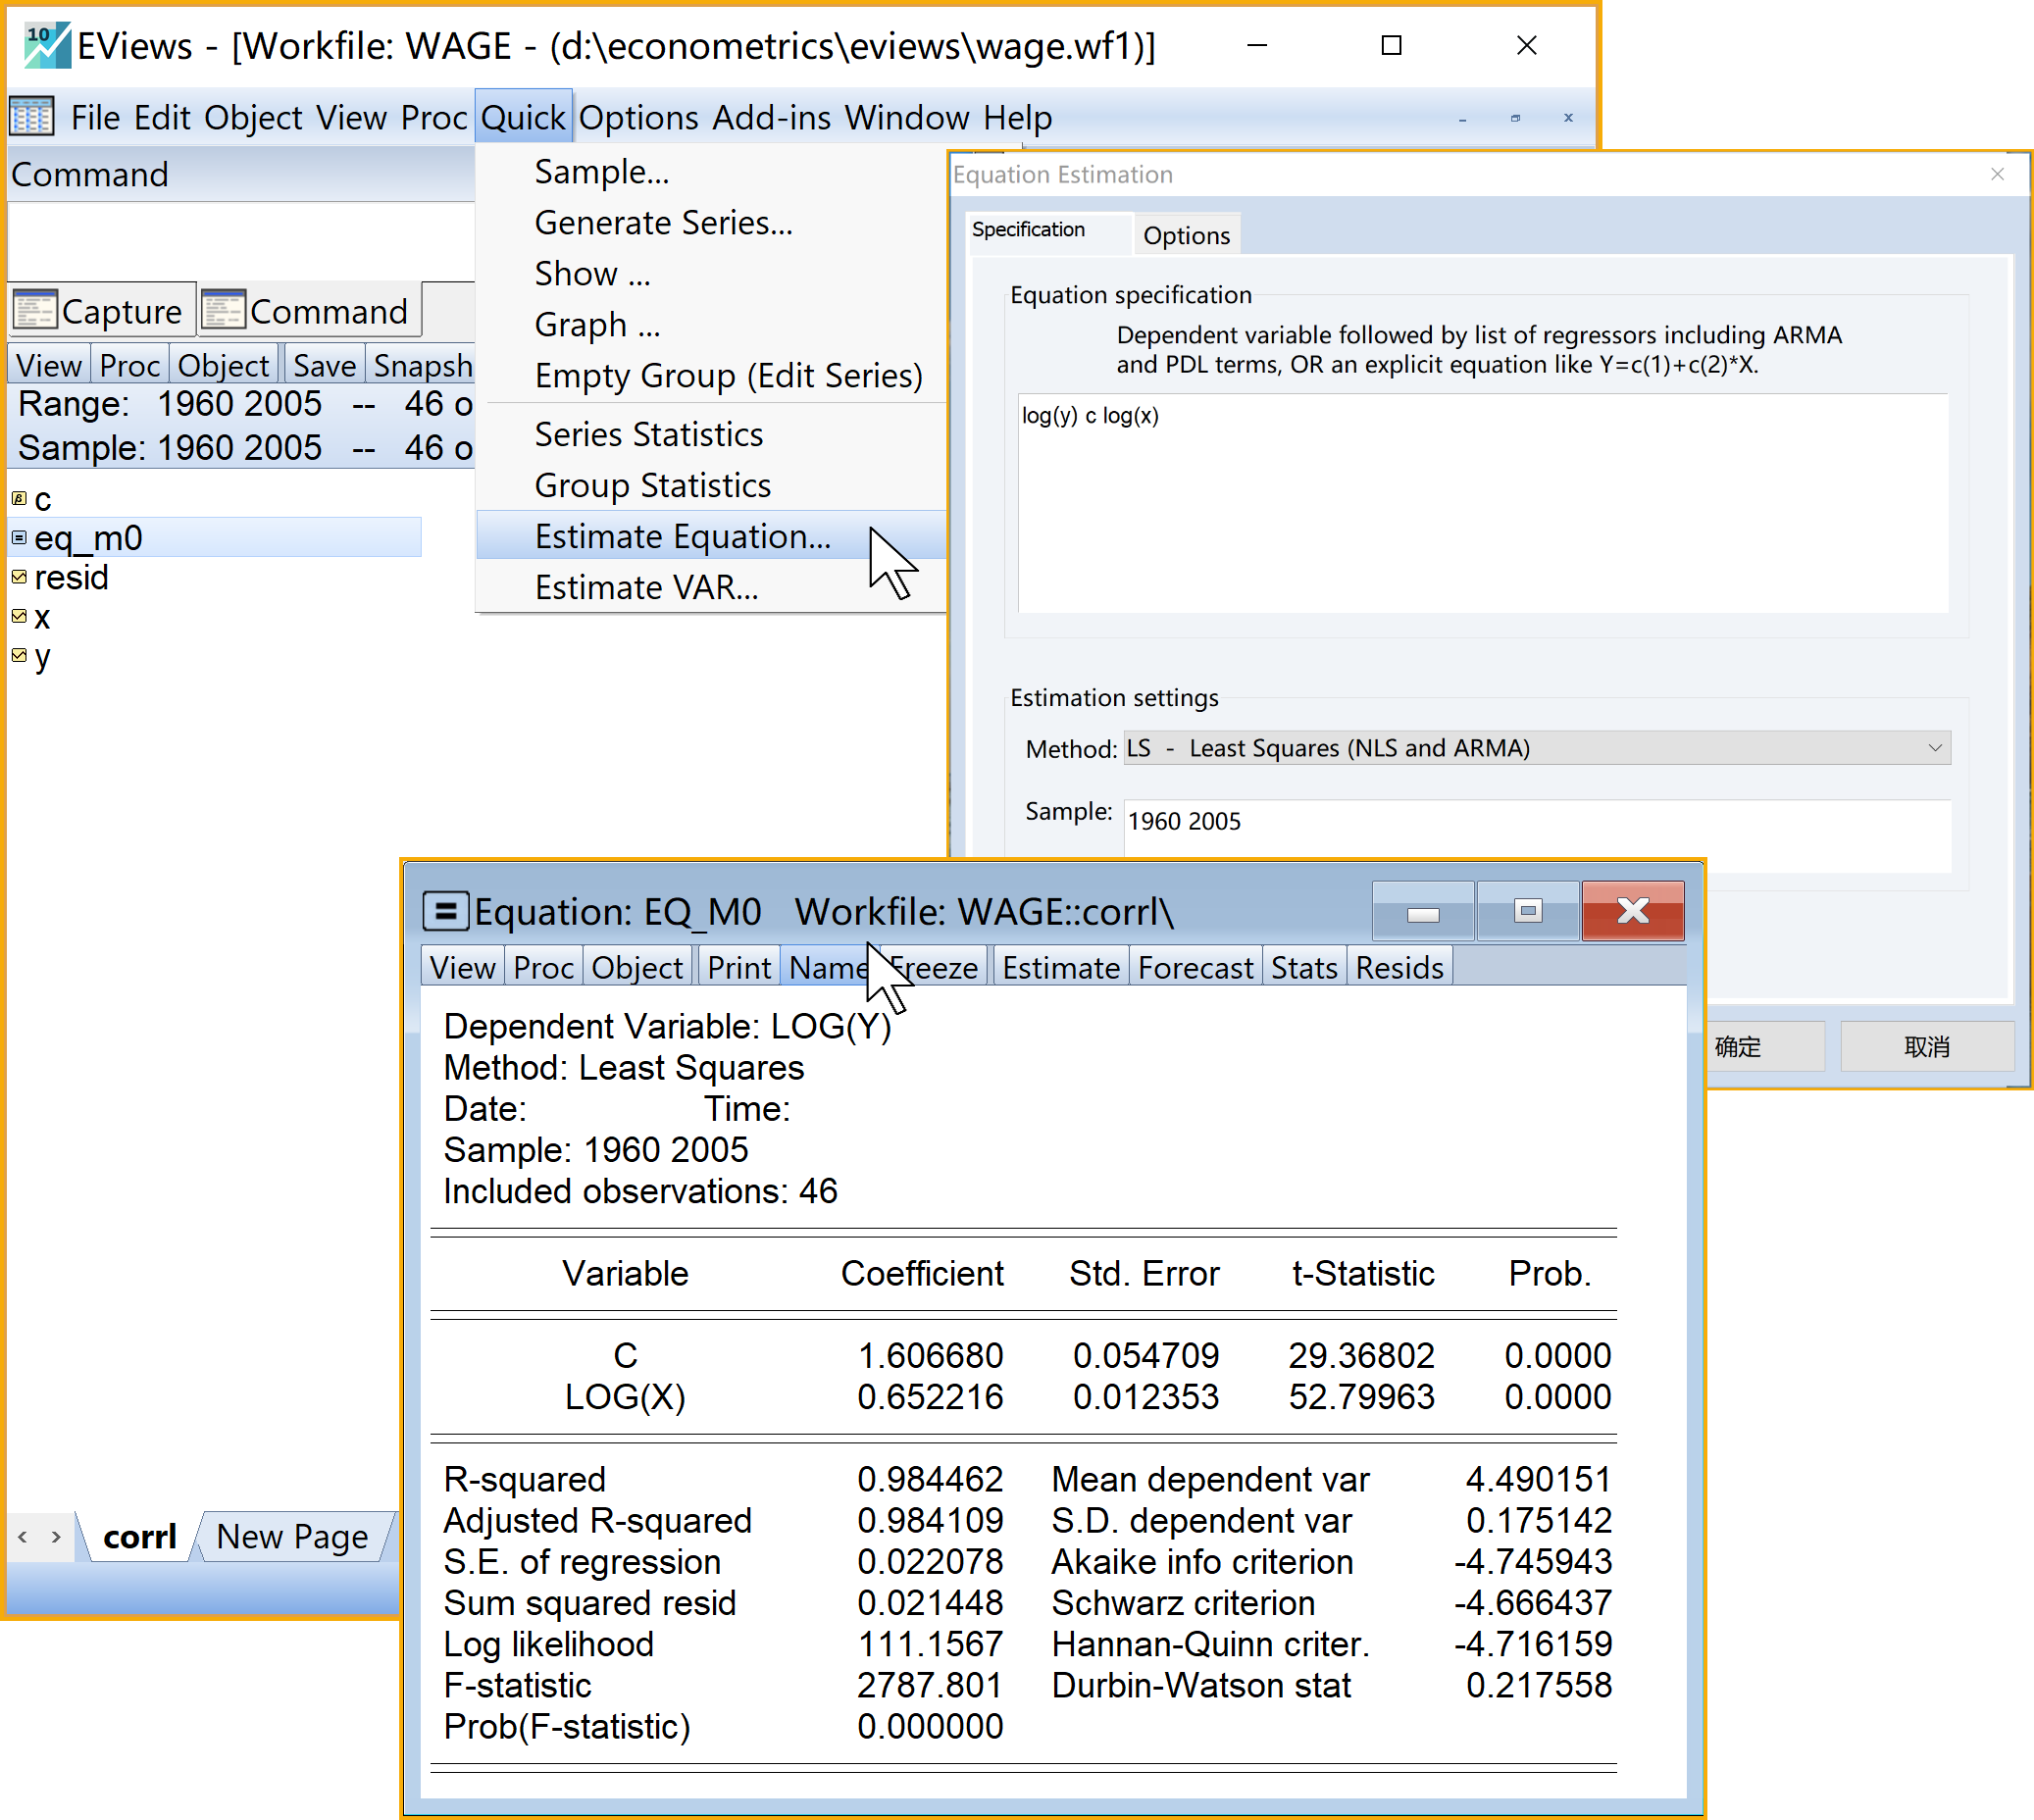 10 EViews - [Workfile: WAGE - (d:\econometrics\eviews\wage.wf1)]
File Edit Object View Proc Quick Options Add-ins Window Help
Command
Capture Command
View Proc Object Save Snapsh
Range: 1960 2005 -- 46 o
Sample: 1960 2005 -- 46 o
c
eq_m0
resid
x
y
corrl New Page
Sample...
Generate Series...
Show ...
Graph ...
Empty Group (Edit Series)
Series Statistics
Group Statistics
Estimate Equation...
Estimate VAR...
Equation Estimation
Specification Options
Equation specification
Dependent variable followed by list of regressors including ARMA
and PDL terms, OR an explicit equation like Y=c(1)+c(2)*X.
log(y) c log(x)
Estimation settings
Method: LS - Least Squares (NLS and ARMA)
Sample: 1960 2005
确定 取消
Equation: EQ_M0 Workfile: WAGE::corrl\
View Proc Object Print Name Freeze Estimate Forecast Stats Resids
Dependent Variable: LOG(Y)
Method: Least Squares
Date: Time:
Sample: 1960 2005
Included observations: 46
Variable Coefficient Std. Error t-Statistic Prob.
C 1.606680 0.054709 29.36802 0.0000
LOG(X) 0.652216 0.012353 52.79963 0.0000
R-squared 0.984462 Mean dependent var 4.490151
Adjusted R-squared 0.984109 S.D. dependent var 0.175142
S.E. of regression 0.022078 Akaike info criterion -4.745943
Sum squared resid 0.021448 Schwarz criterion -4.666437
Log likelihood 111.1567 Hannan-Quinn criter. -4.716159
F-statistic 2787.801 Durbin-Watson stat 0.217558
Prob(F-statistic) 0.000000